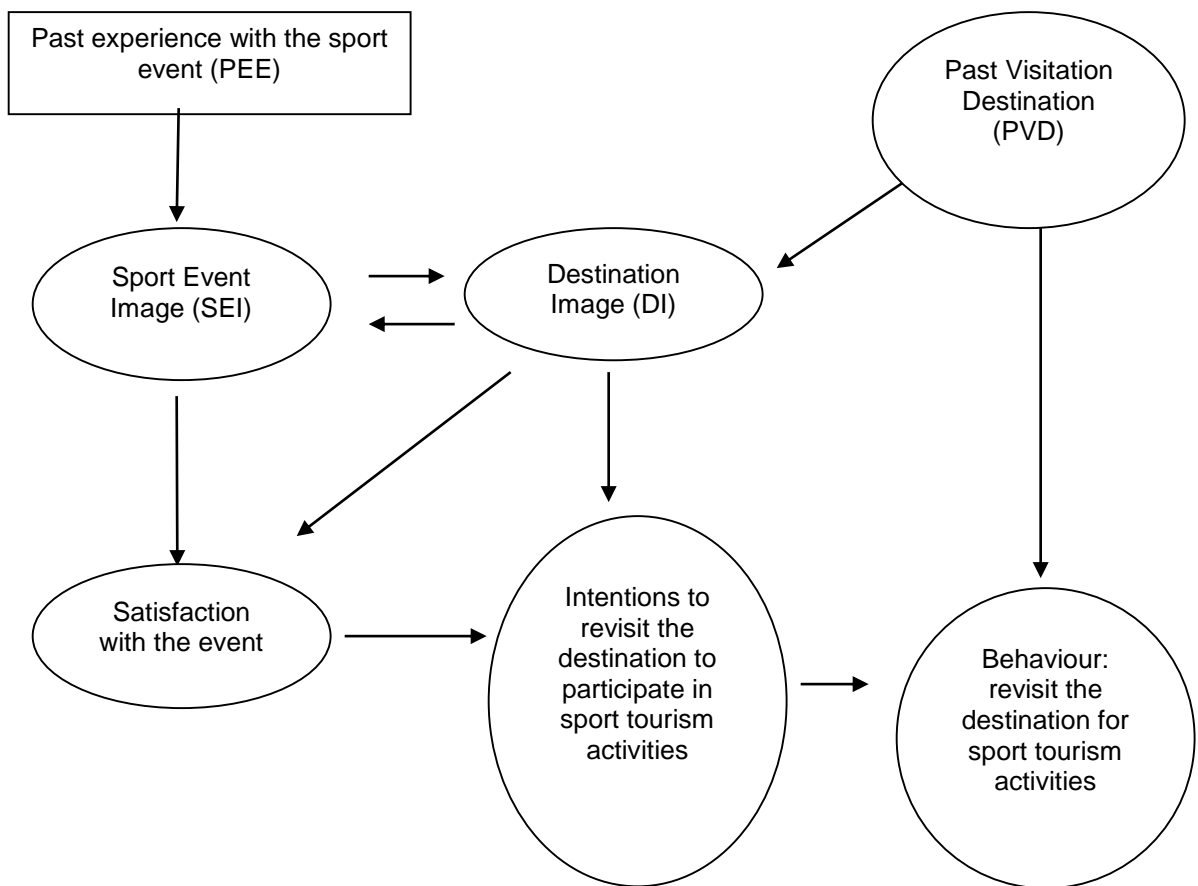 Past experience with the sport
event (PEE)
Past Visitation
Destination
(PVD)
Sport Event
Image (SEI)
Destination
Image (DI)
Satisfaction
with the event
Intentions to
revisit the
destination to
participate in
sport tourism
activities
Behaviour:
revisit the
destination for
sport tourism
activities